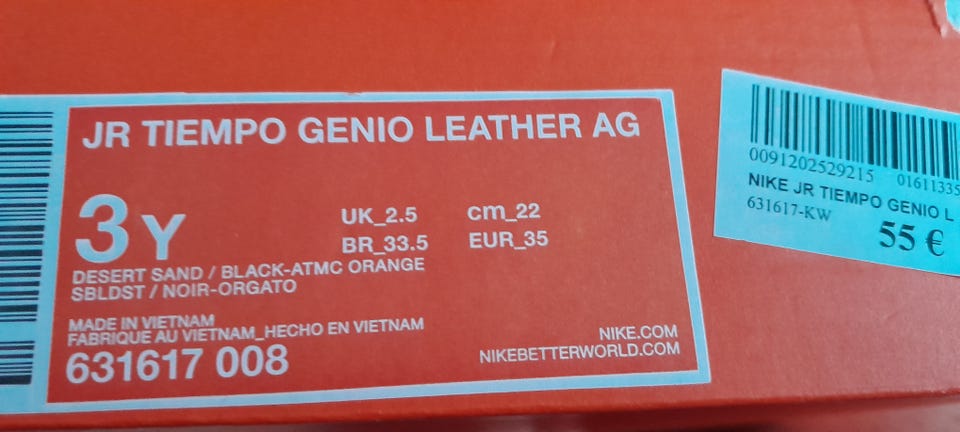 JR TIEMPO GENIO LEATHER AG
3 Y
UK_2.5 cm_22
BR_33.5 EUR_35
DESERT SAND / BLACK-ATMC ORANGE
SBLDST / NOIR-ORGATO
MADE IN VIETNAM
FABRIQUE AU VIETNAM_HECHO EN VIETNAM
631617 008
NIKE.COM
NIKEBETTERWORLD.COM
0091202529215 01611335
NIKE JR TIEMPO GENIO L
631617-KW
55 €